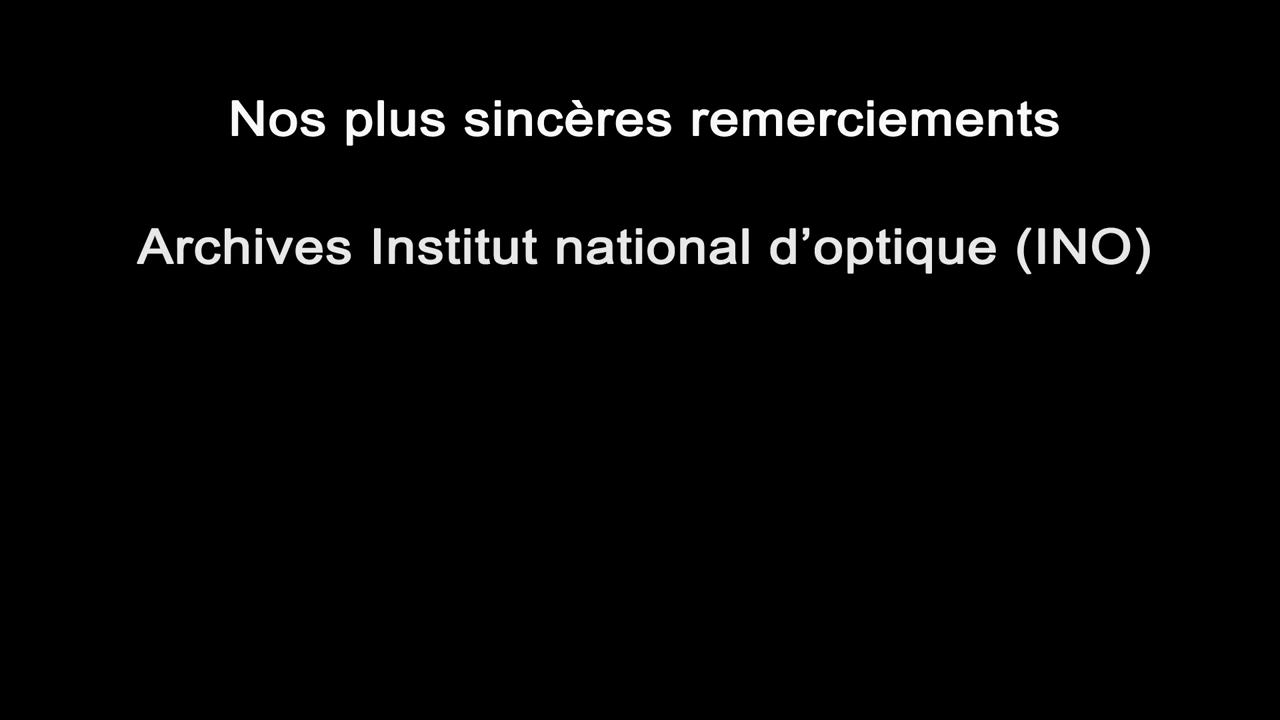 Nos plus sincères remerciements
Archives Institut national d’optique (INO)